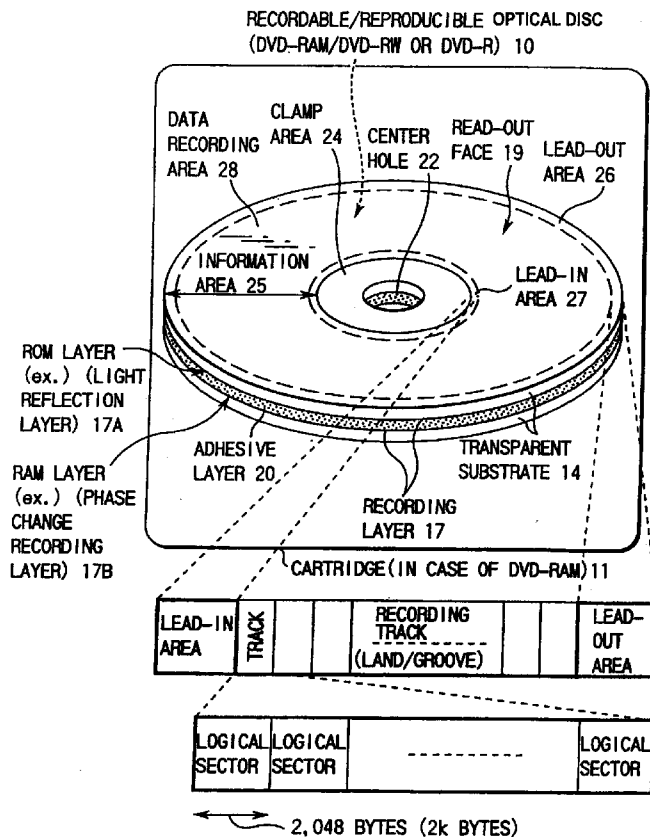 RECORDABLE/REPRODUCIBLE OPTICAL DISC
(DVD-RAM/DVD-RW OR DVD-R) 10
DATA
RECORDING
AREA 28
CLAMP
AREA 24
CENTER
HOLE 22
READ-OUT
FACE 19
LEAD-OUT
AREA 26
INFORMATION
AREA 25
LEAD-IN
AREA 27
ROM LAYER
(ex.) (LIGHT
REFLECTION
LAYER) 17A
ADHESIVE
LAYER 20
TRANSPARENT
SUBSTRATE 14
RAM LAYER
(ex.) (PHASE
CHANGE
RECORDING
LAYER) 17B
RECORDING
LAYER 17
CARTRIDGE(IN CASE OF DVD-RAM)11
LEAD-IN
AREA
TRACK
RECORDING
TRACK
(LAND/GROOVE)
LEAD-
OUT
AREA
LOGICAL
SECTOR
LOGICAL
SECTOR
LOGICAL
SECTOR
2,048 BYTES (2k BYTES)